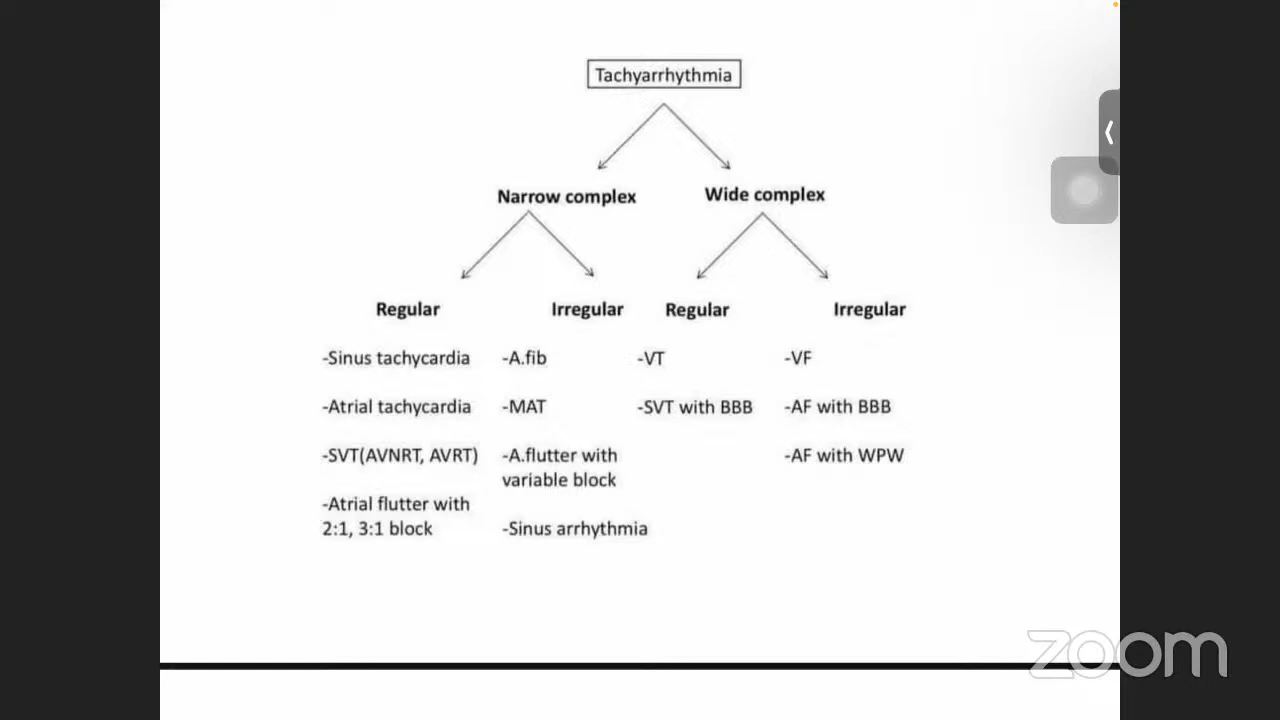 Tachyarrhythmia
Narrow complex
Wide complex
Regular
Irregular
Regular
Irregular
-Sinus tachycardia
-Atrial tachycardia
-SVT(AVNRT, AVRT)
-Atrial flutter with
2:1, 3:1 block
-A.fib
-MAT
-A.flutter with
variable block
-Sinus arrhythmia
-VT
-SVT with BBB
-VF
-AF with BBB
-AF with WPW
zoom